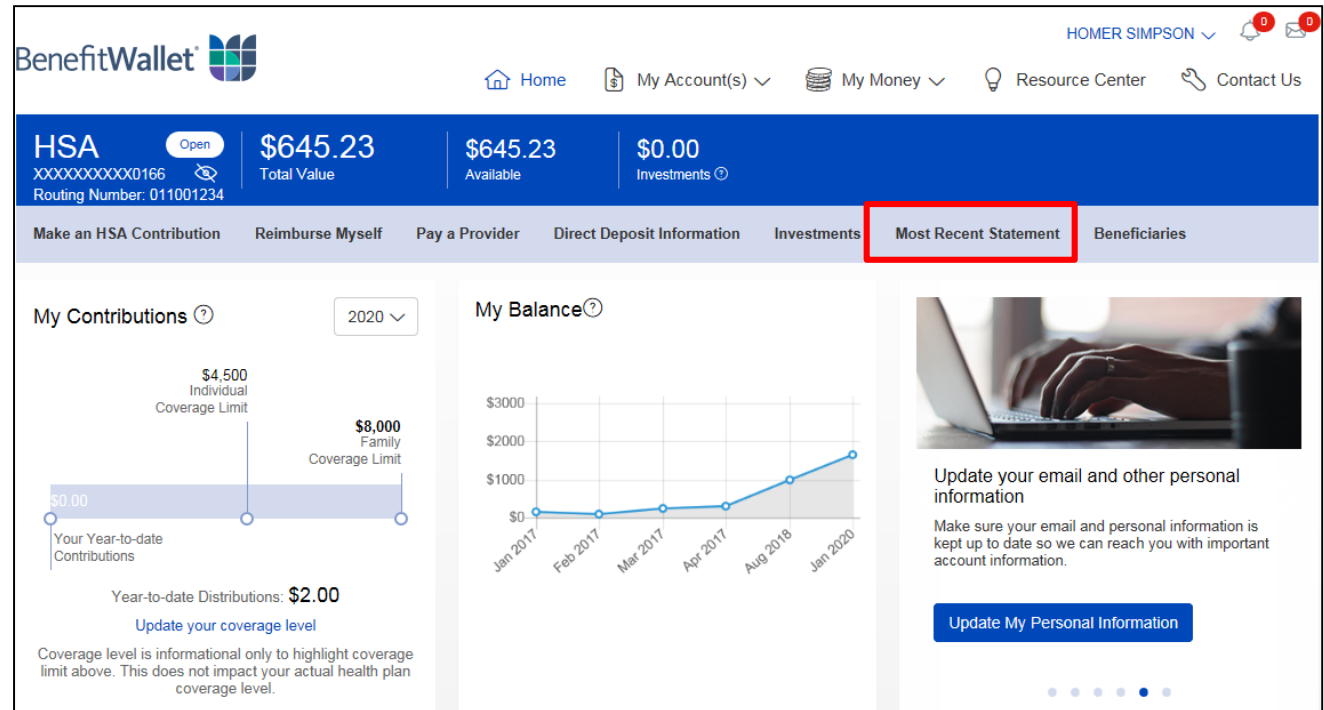 HOMER SIMPSON
0
0
BenefitWallet
Home
My Account(s)
My Money
Resource Center
Contact Us
HSA
Open
XXXXXXXXXX0166
Routing Number: 011001234
$645.23
Total Value
$645.23
Available
$0.00
Investments
Make an HSA Contribution
Reimburse Myself
Pay a Provider
Direct Deposit Information
Investments
Most Recent Statement
Beneficiaries
My Contributions ?
2020
$4,500
Individual
Coverage Limit
$8,000
Family
Coverage Limit
$0.00
Your Year-to-date
Contributions
Year-to-date Distributions: $2.00
Update your coverage level
Coverage level is informational only to highlight coverage
limit above. This does not impact your actual health plan
coverage level.
My Balance ?
$3000
$2000
$1000
$0
Jan 2017
Feb 2017
Mar 2017
Apr 2017
Aug 2018
Jan 2020
Update your email and other personal
information
Make sure your email and personal information is
kept up to date so we can reach you with important
account information.
Update My Personal Information